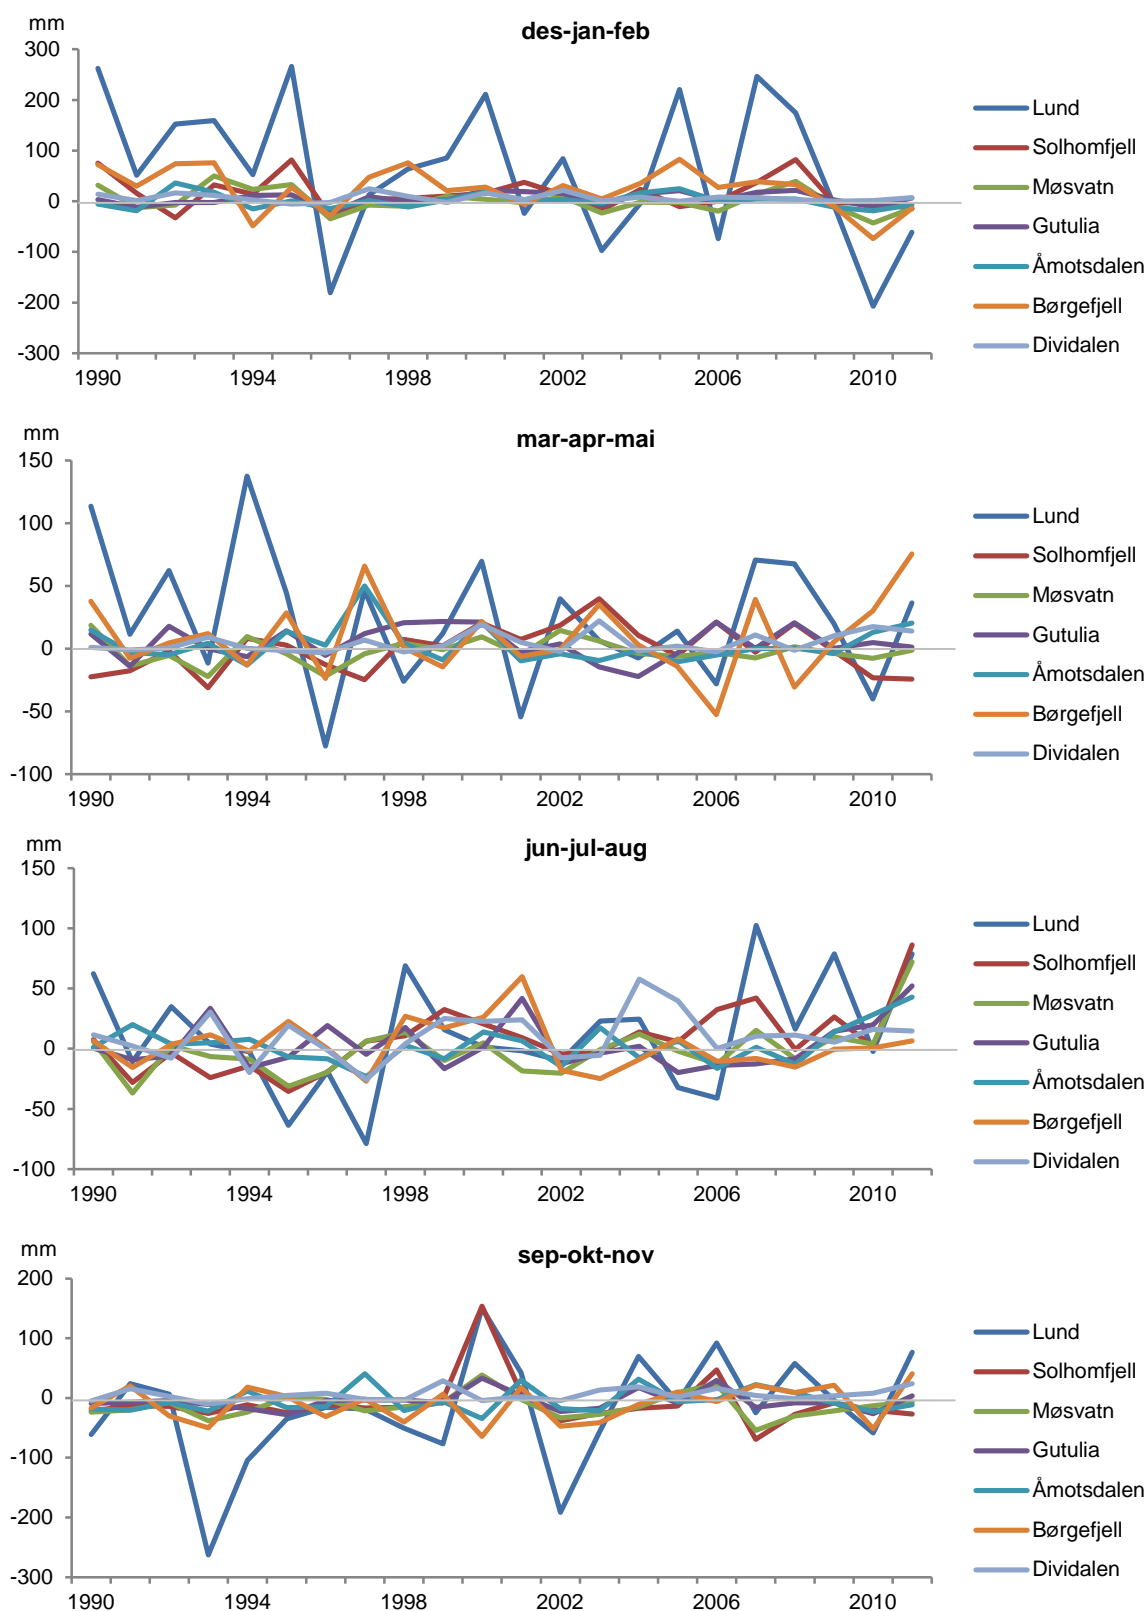 mm
des-jan-feb
300
200
100
0
-100
-200
-300
1990 1994 1998 2002 2006 2010
Lund
Solhomfjell
Møsvatn
Gutulia
Åmotsdalen
Børgefjell
Dividalen
mm
mar-apr-mai
150
100
50
0
-50
-100
1990 1994 1998 2002 2006 2010
Lund
Solhomfjell
Møsvatn
Gutulia
Åmotsdalen
Børgefjell
Dividalen
mm
jun-jul-aug
150
100
50
0
-50
-100
1990 1994 1998 2002 2006 2010
Lund
Solhomfjell
Møsvatn
Gutulia
Åmotsdalen
Børgefjell
Dividalen
mm
sep-okt-nov
200
100
0
-100
-200
-300
1990 1994 1998 2002 2006 2010
Lund
Solhomfjell
Møsvatn
Gutulia
Åmotsdalen
Børgefjell
Dividalen